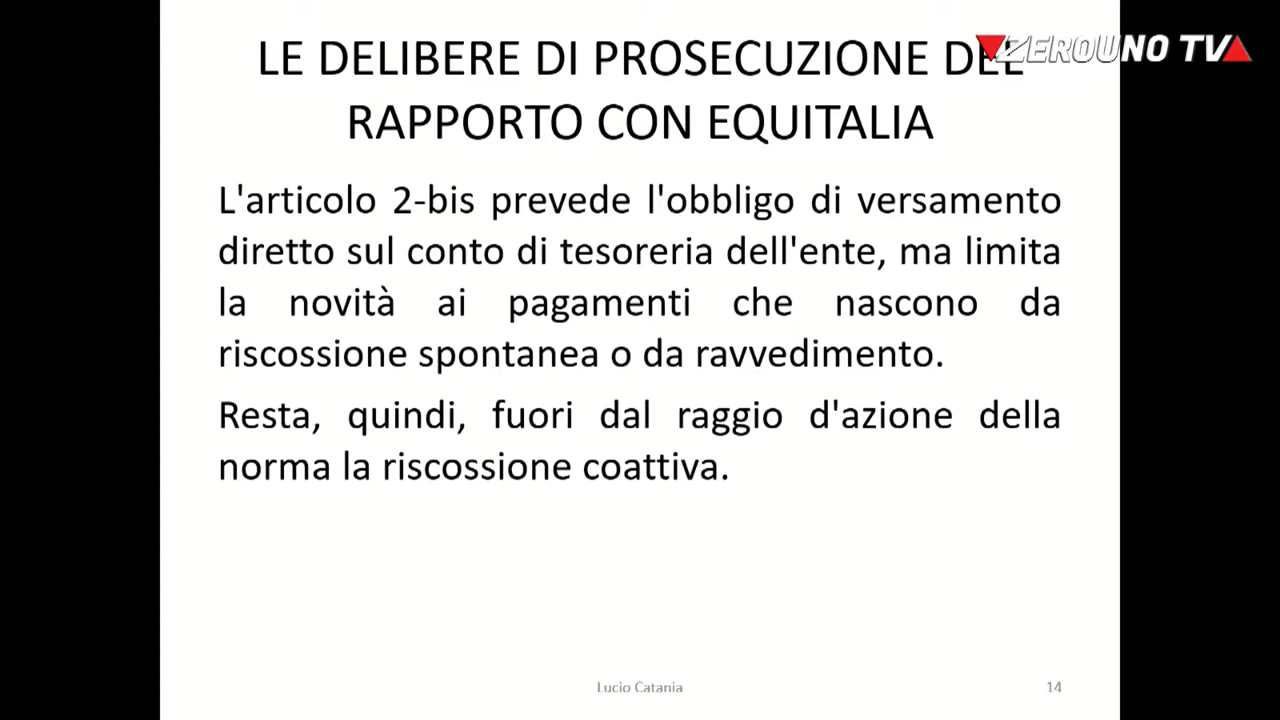 LE DELIBERE DI PROSECUZIONE DEL
ZEROUNO TV
RAPPORTO CON EQUITALIA
L'articolo 2-bis prevede l'obbligo di versamento
diretto sul conto di tesoreria dell'ente, ma limita
la novità ai pagamenti che nascono da
riscossione spontanea o da ravvedimento.
Resta, quindi, fuori dal raggio d'azione della
norma la riscossione coattiva.
Lucio Catania
14